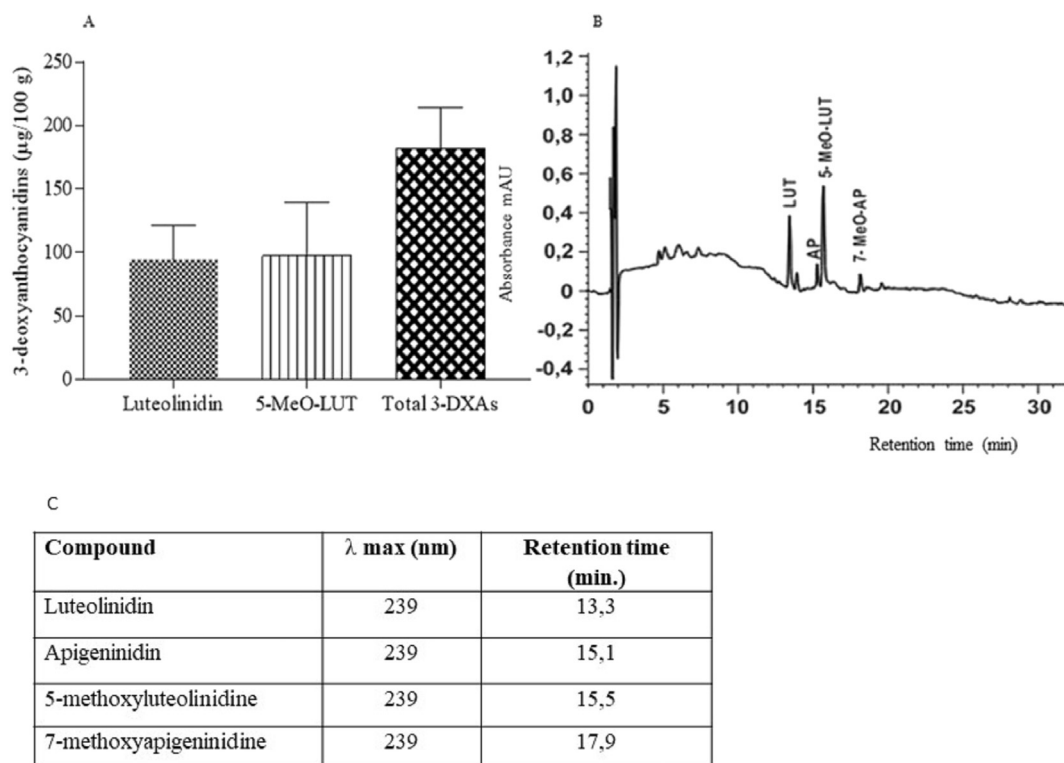 A
3-deoxyanthocyanidins (µg/100 g)
250
200
150
100
50
0
Luteolinidin 5-MeO-LUT Total 3-DXAs
B
Absorbance mAU
1,2
1,0
0,8
0,6
0,4
0,2
0
-0,2
-0,4
LUT
AP
5-MeO-LUT
7-MeO-AP
0 5 10 15 20 25 30
Retention time (min)
C
Compound λ max (nm) Retention time
(min.)
Luteolinidin 239 13,3
Apigeninidin 239 15,1
5-methoxyluteolinidine 239 15,5
7-methoxyapigeninidine 239 17,9